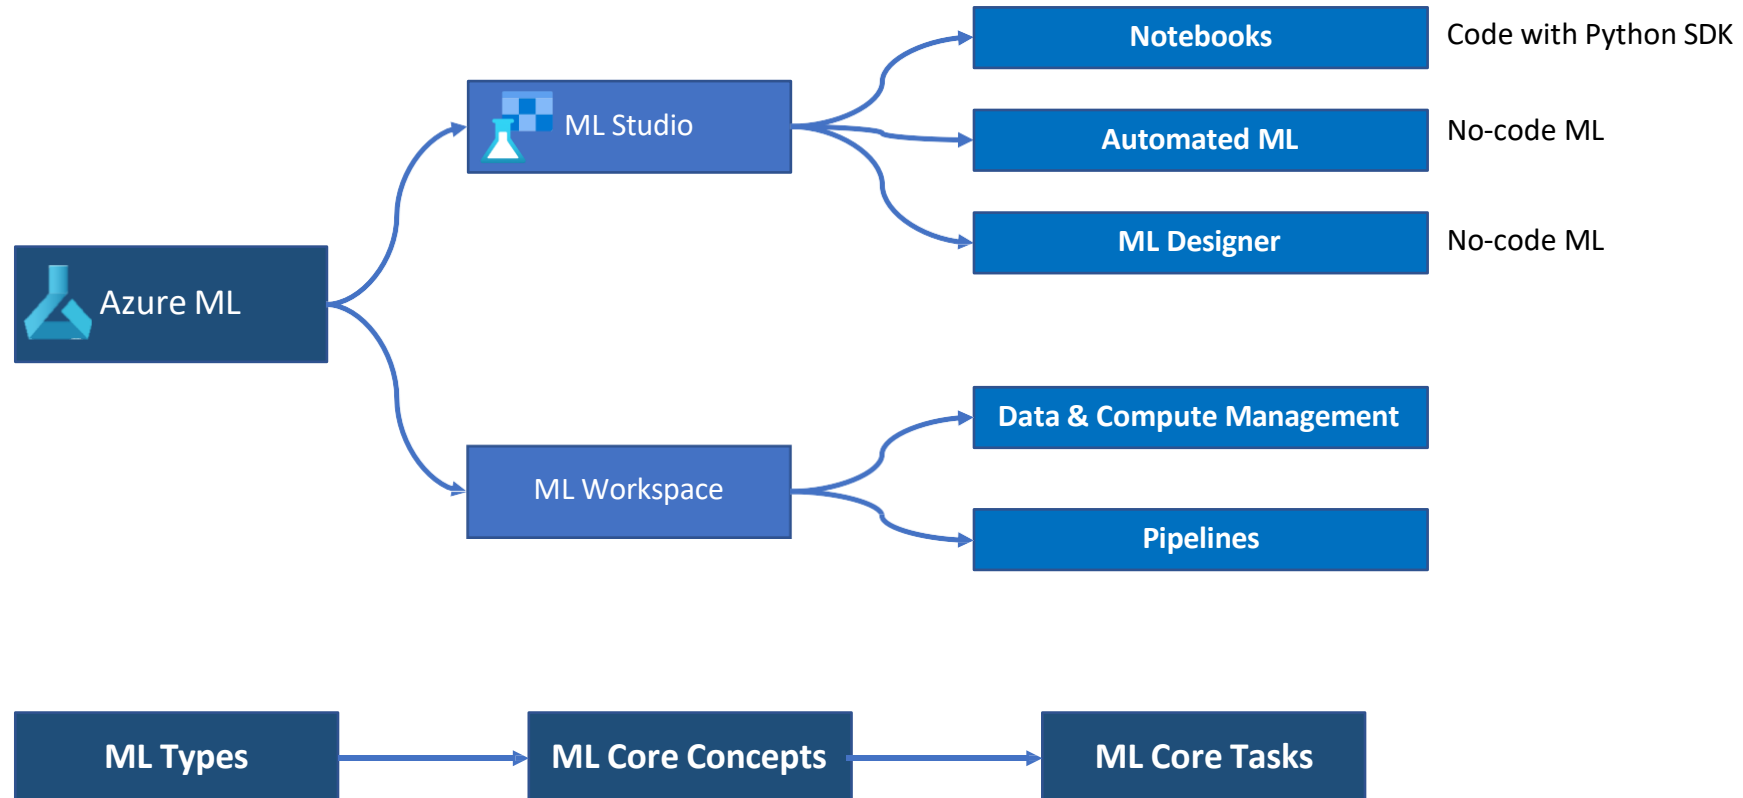 Notebooks
Code with Python SDK
ML Studio
Automated ML
No-code ML
ML Designer
No-code ML
Azure ML
Data & Compute Management
ML Workspace
Pipelines
ML Types
ML Core Concepts
ML Core Tasks